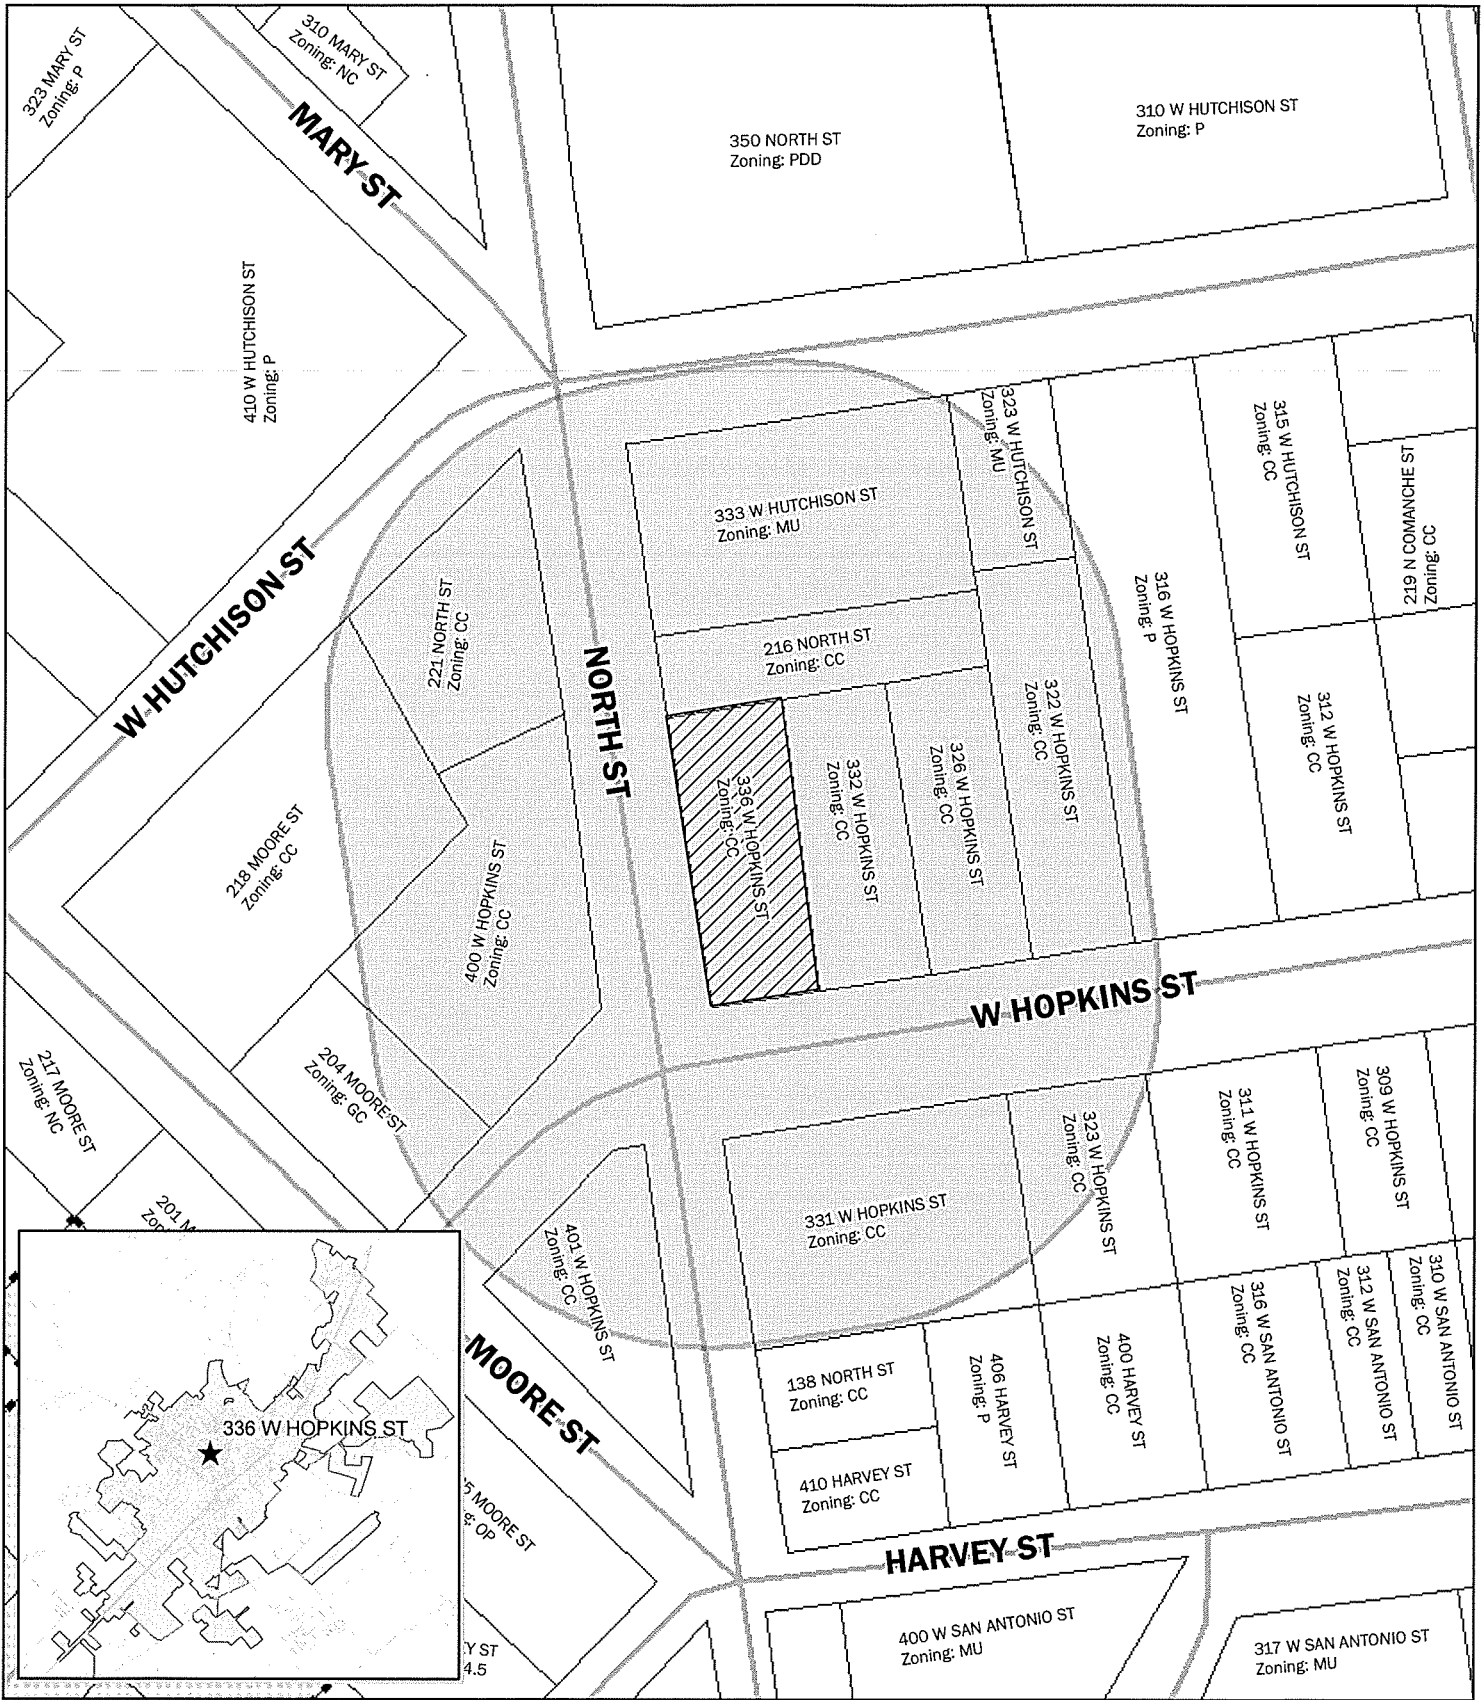 323 MARY ST
Zoning: P
310 MARY ST
Zoning: NC
MARY ST
350 NORTH ST
Zoning: PDD
310 W HUTCHISON ST
Zoning: P
410 W HUTCHISON ST
Zoning: P
323 W HUTCHISON ST
Zoning: MU
315 W HUTCHISON ST
Zoning: CC
219 N COMANCHE ST
Zoning: CC
333 W HUTCHISON ST
Zoning: MU
W HUTCHISON ST
221 NORTH ST
Zoning: CC
216 NORTH ST
Zoning: CC
316 W HOPKINS ST
Zoning: P
NORTH ST
322 W HOPKINS ST
Zoning: CC
312 W HOPKINS ST
Zoning: CC
336 W HOPKINS ST
Zoning: CC
332 W HOPKINS ST
Zoning: CC
326 W HOPKINS ST
Zoning: CC
218 MOORE ST
Zoning: CC
400 W HOPKINS ST
Zoning: CC
W HOPKINS ST
217 MOORE ST
Zoning: NC
204 MOORE ST
Zoning: GC
323 W HOPKINS ST
Zoning: CC
311 W HOPKINS ST
Zoning: CC
309 W HOPKINS ST
Zoning: CC
201 M
331 W HOPKINS ST
Zoning: CC
401 W HOPKINS ST
Zoning: CC
316 W SAN ANTONIO ST
Zoning: CC
312 W SAN ANTONIO ST
Zoning: CC
310 W SAN ANTONIO ST
Zoning: CC
MOORE ST
138 NORTH ST
Zoning: CC
406 HARVEY ST
Zoning: P
400 HARVEY ST
Zoning: CC
336 W HOPKINS ST
410 HARVEY ST
Zoning: CC
5 MOORE ST
: OP
HARVEY ST
400 W SAN ANTONIO ST
Zoning: MU
317 W SAN ANTONIO ST
Zoning: MU
Y ST
4.5